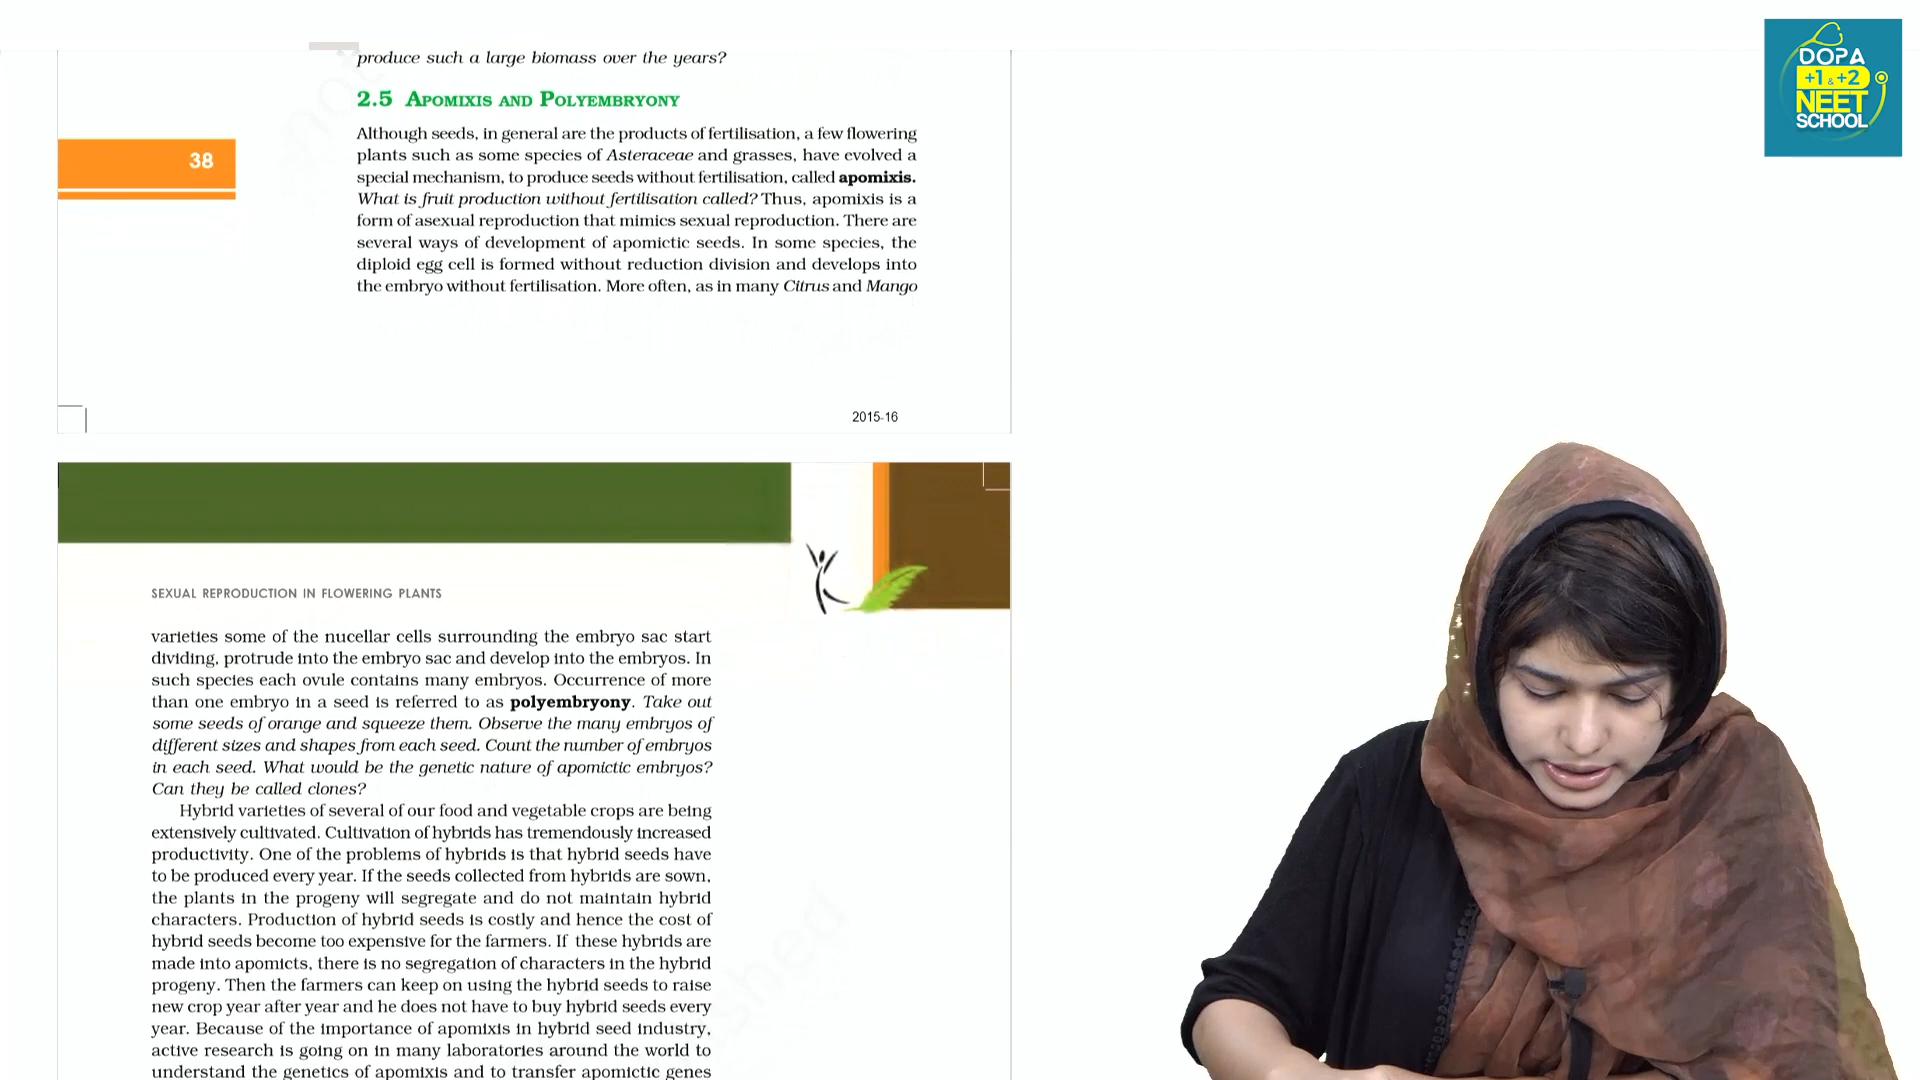 produce such a large biomass over the years?
2.5 APOMIXIS AND POLYEMBRYONY
Although seeds, in general are the products of fertilisation, a few flowering
plants such as some species of Asteraceae and grasses, have evolved a
special mechanism, to produce seeds without fertilisation, called apomixis.
What is fruit production without fertilisation called? Thus, apomixis is a
form of asexual reproduction that mimics sexual reproduction. There are
several ways of development of apomictic seeds. In some species, the
diploid egg cell is formed without reduction division and develops into
the embryo without fertilisation. More often, as in many Citrus and Mango
38
2015-16
SEXUAL REPRODUCTION IN FLOWERING PLANTS
varieties some of the nucellar cells surrounding the embryo sac start
dividing, protrude into the embryo sac and develop into the embryos. In
such species each ovule contains many embryos. Occurrence of more
than one embryo in a seed is referred to as polyembryony. Take out
some seeds of orange and squeeze them. Observe the many embryos of
different sizes and shapes from each seed. Count the number of embryos
in each seed. What would be the genetic nature of apomictic embryos?
Can they be called clones?
Hybrid varieties of several of our food and vegetable crops are being
extensively cultivated. Cultivation of hybrids has tremendously increased
productivity. One of the problems of hybrids is that hybrid seeds have
to be produced every year. If the seeds collected from hybrids are sown,
the plants in the progeny will segregate and do not maintain hybrid
characters. Production of hybrid seeds is costly and hence the cost of
hybrid seeds become too expensive for the farmers. If these hybrids are
made into apomicts, there is no segregation of characters in the hybrid
progeny. Then the farmers can keep on using the hybrid seeds to raise
new crop year after year and he does not have to buy hybrid seeds every
year. Because of the importance of apomixis in hybrid seed industry,
active research is going on in many laboratories around the world to
understand the genetics of apomixis and to transfer apomictic genes
DOPA
+1 & +2
NEET
SCHOOL